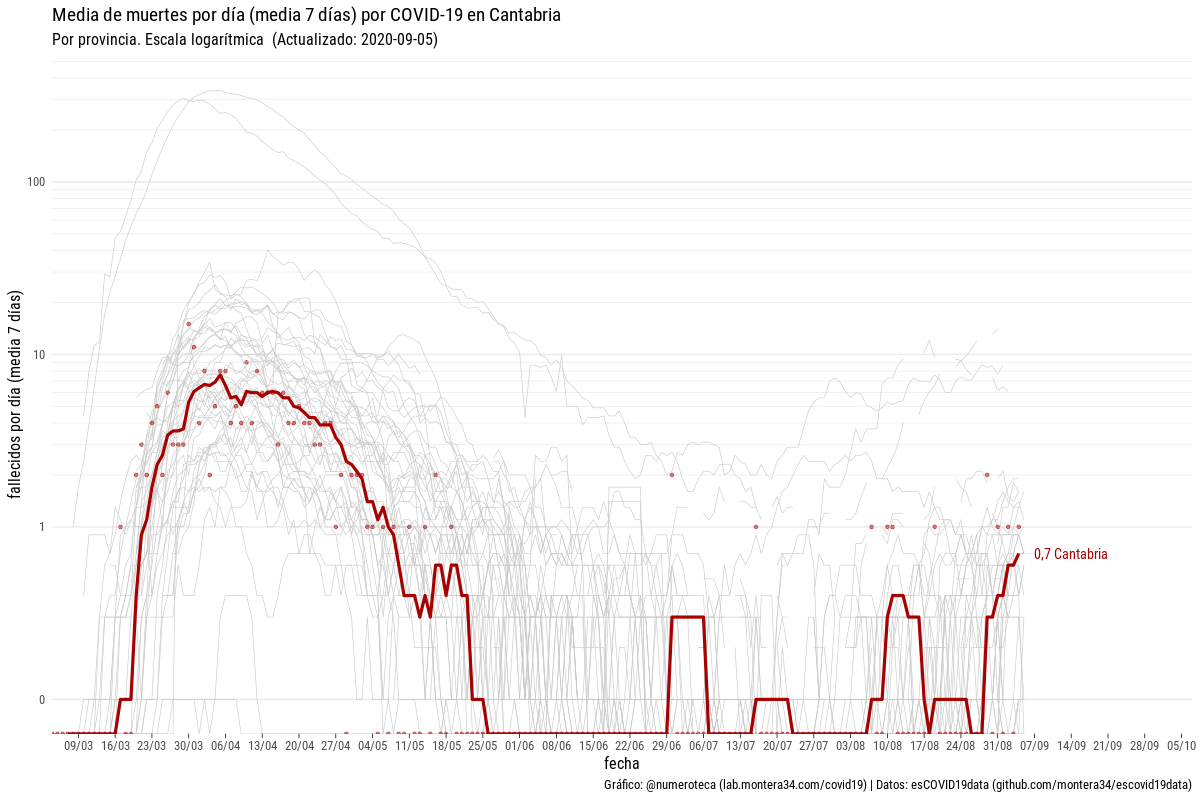 Media de muertes por día (media 7 días) por COVID-19 en Cantabria
Por provincia. Escala logarítmica (Actualizado: 2020-09-05)
fallecidos por día (media 7 días)
100
10
1
0
0,7 Cantabria
09/03 16/03 23/03 30/03 06/04 13/04 20/04 27/04 04/05 11/05 18/05 25/05 01/06 08/06 15/06 22/06 29/06 06/07 13/07 20/07 27/07 03/08 10/08 17/08 24/08 31/08 07/09 14/09 21/09 28/09 05/10
fecha
Gráfico: @numeroteca (lab.montera34.com/covid19) | Datos: esCOVID19data (github.com/montera34/escovid19data)